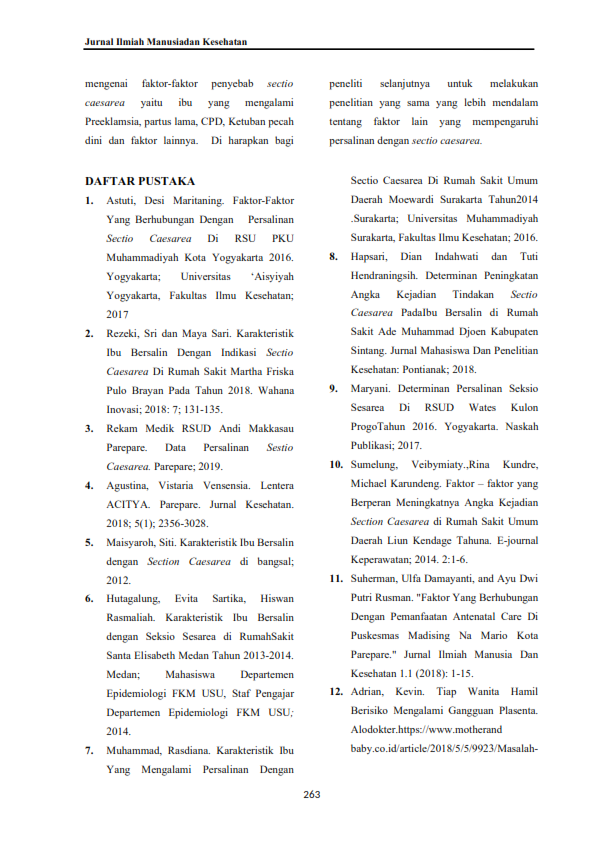 Jurnal Ilmiah Manusiadan Kesehatan
mengenai faktor-faktor penyebab sectio
caesarea yaitu ibu yang mengalami
Preeklamsia, partus lama, CPD, Ketuban pecah
dini dan faktor lainnya. Di harapkan bagi
peneliti selanjutnya untuk melakukan
penelitian yang sama yang lebih mendalam
tentang faktor lain yang mempengaruhi
persalinan dengan sectio caesarea.
DAFTAR PUSTAKA
1. Astuti, Desi Maritaning. Faktor-Faktor
Yang Berhubungan Dengan Persalinan
Sectio Caesarea Di RSU PKU
Muhammadiyah Kota Yogyakarta 2016.
Yogyakarta; Universitas ‘Aisyiyah
Yogyakarta, Fakultas Ilmu Kesehatan;
2017
2. Rezeki, Sri dan Maya Sari. Karakteristik
Ibu Bersalin Dengan Indikasi Sectio
Caesarea Di Rumah Sakit Martha Friska
Pulo Brayan Pada Tahun 2018. Wahana
Inovasi; 2018: 7; 131-135.
3. Rekam Medik RSUD Andi Makkasau
Parepare. Data Persalinan Sestio
Caesarea. Parepare; 2019.
4. Agustina, Vistaria Vensensia. Lentera
ACITYA. Parepare. Jurnal Kesehatan.
2018; 5(1); 2356-3028.
5. Maisyaroh, Siti. Karakteristik Ibu Bersalin
dengan Section Caesarea di bangsal;
2012.
6. Hutagalung, Evita Sartika, Hiswan
Rasmaliah. Karakteristik Ibu Bersalin
dengan Seksio Sesarea di RumahSakit
Santa Elisabeth Medan Tahun 2013-2014.
Medan; Mahasiswa Departemen
Epidemiologi FKM USU, Staf Pengajar
Departemen Epidemiologi FKM USU;
2014.
7. Muhammad, Rasdiana. Karakteristik Ibu
Yang Mengalami Persalinan Dengan
Sectio Caesarea Di Rumah Sakit Umum
Daerah Moewardi Surakarta Tahun2014
.Surakarta; Universitas Muhammadiyah
Surakarta, Fakultas Ilmu Kesehatan; 2016.
8. Hapsari, Dian Indahwati dan Tuti
Hendraningsih. Determinan Peningkatan
Angka Kejadian Tindakan Sectio
Caesarea PadaIbu Bersalin di Rumah
Sakit Ade Muhammad Djoen Kabupaten
Sintang. Jurnal Mahasiswa Dan Penelitian
Kesehatan: Pontianak; 2018.
9. Maryani. Determinan Persalinan Seksio
Sesarea Di RSUD Wates Kulon
ProgoTahun 2016. Yogyakarta. Naskah
Publikasi; 2017.
10. Sumelung, Veibymiaty.,Rina Kundre,
Michael Karundeng. Faktor – faktor yang
Berperan Meningkatnya Angka Kejadian
Section Caesarea di Rumah Sakit Umum
Daerah Liun Kendage Tahuna. E-journal
Keperawatan; 2014. 2:1-6.
11. Suherman, Ulfa Damayanti, and Ayu Dwi
Putri Rusman. "Faktor Yang Berhubungan
Dengan Pemanfaatan Antenatal Care Di
Puskesmas Madising Na Mario Kota
Parepare." Jurnal Ilmiah Manusia Dan
Kesehatan 1.1 (2018): 1-15.
12. Adrian, Kevin. Tiap Wanita Hamil
Berisiko Mengalami Gangguan Plasenta.
Alodokter.https://www.motherand
baby.co.id/article/2018/5/5/9923/Masalah-
263